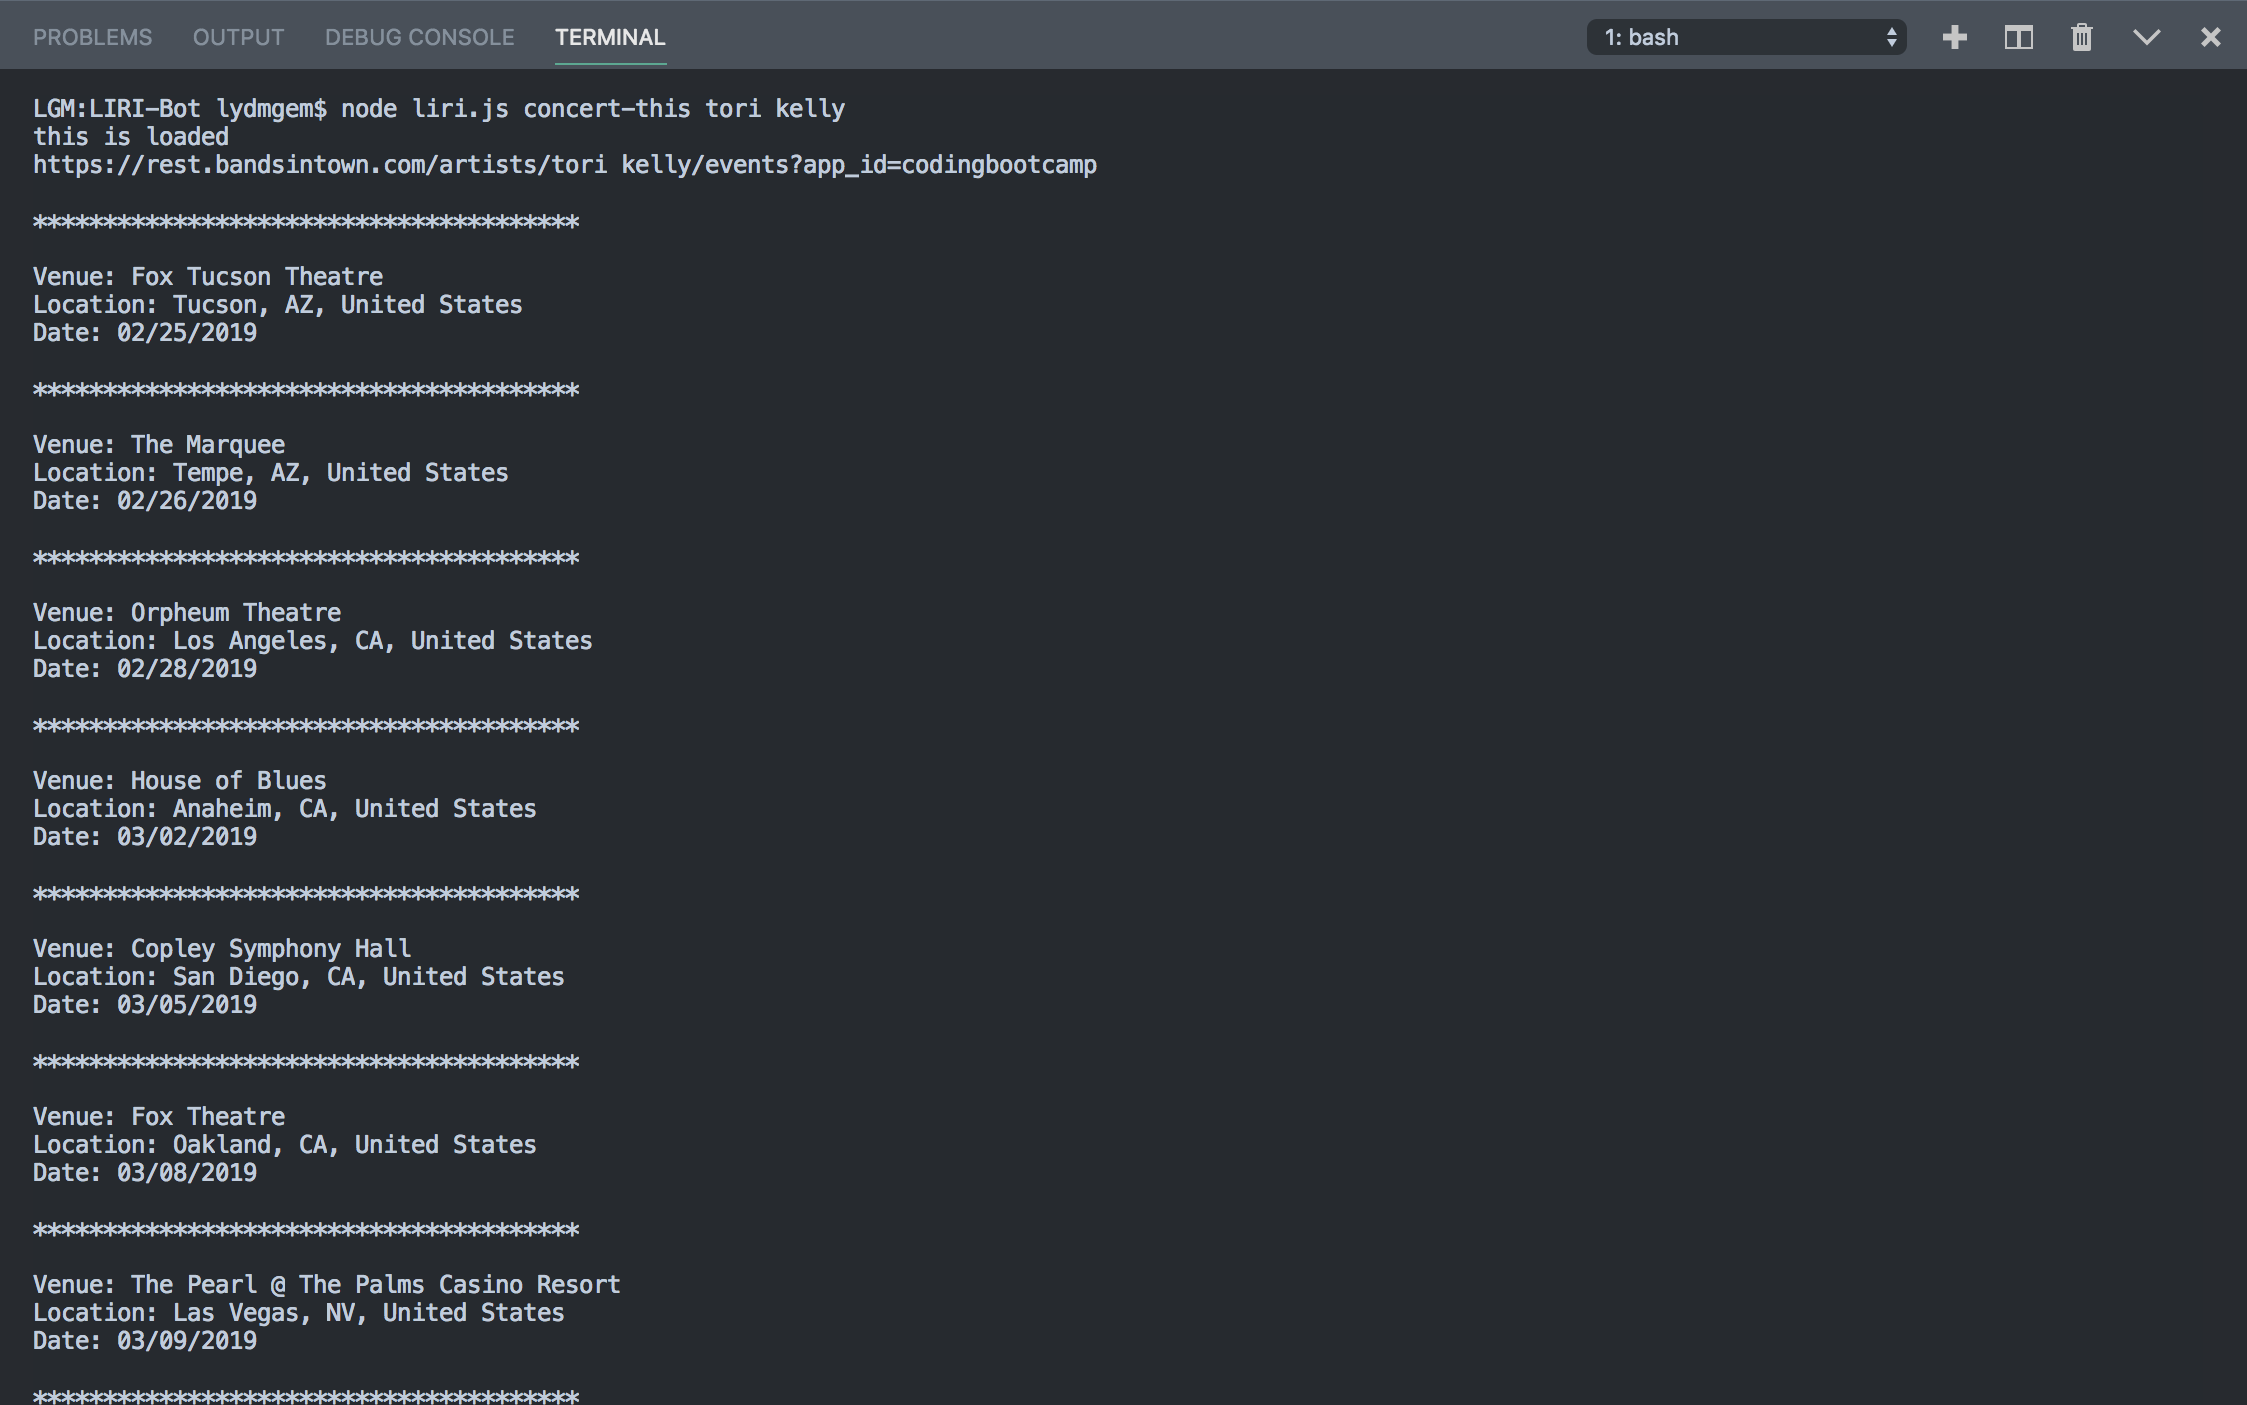 PROBLEMS OUTPUT DEBUG CONSOLE TERMINAL 1: bash
LGM:LIRI-Bot lydmgem$ node liri.js concert-this tori kelly
this is loaded
https://rest.bandsintown.com/artists/tori kelly/events?app_id=codingbootcamp
***************************************
Venue: Fox Tucson Theatre
Location: Tucson, AZ, United States
Date: 02/25/2019
***************************************
Venue: The Marquee
Location: Tempe, AZ, United States
Date: 02/26/2019
***************************************
Venue: Orpheum Theatre
Location: Los Angeles, CA, United States
Date: 02/28/2019
***************************************
Venue: House of Blues
Location: Anaheim, CA, United States
Date: 03/02/2019
***************************************
Venue: Copley Symphony Hall
Location: San Diego, CA, United States
Date: 03/05/2019
***************************************
Venue: Fox Theatre
Location: Oakland, CA, United States
Date: 03/08/2019
***************************************
Venue: The Pearl @ The Palms Casino Resort
Location: Las Vegas, NV, United States
Date: 03/09/2019
***************************************